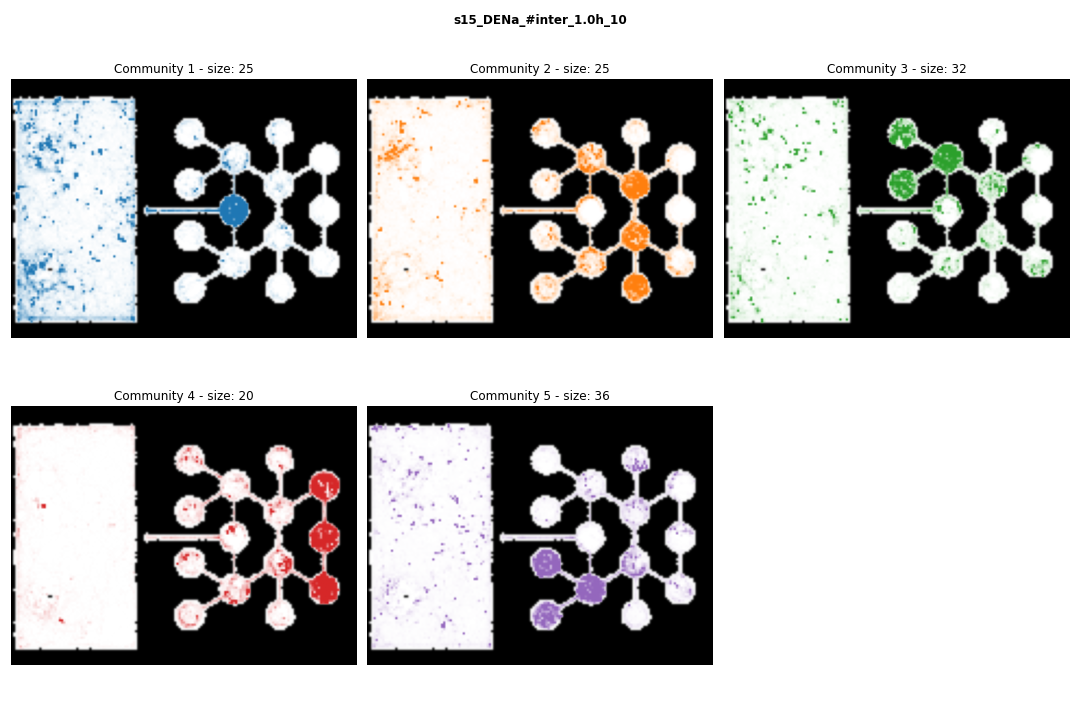 s15_DENa_#inter_1.0h_10
Community 1 - size: 25
Community 2 - size: 25
Community 3 - size: 32
Community 4 - size: 20
Community 5 - size: 36